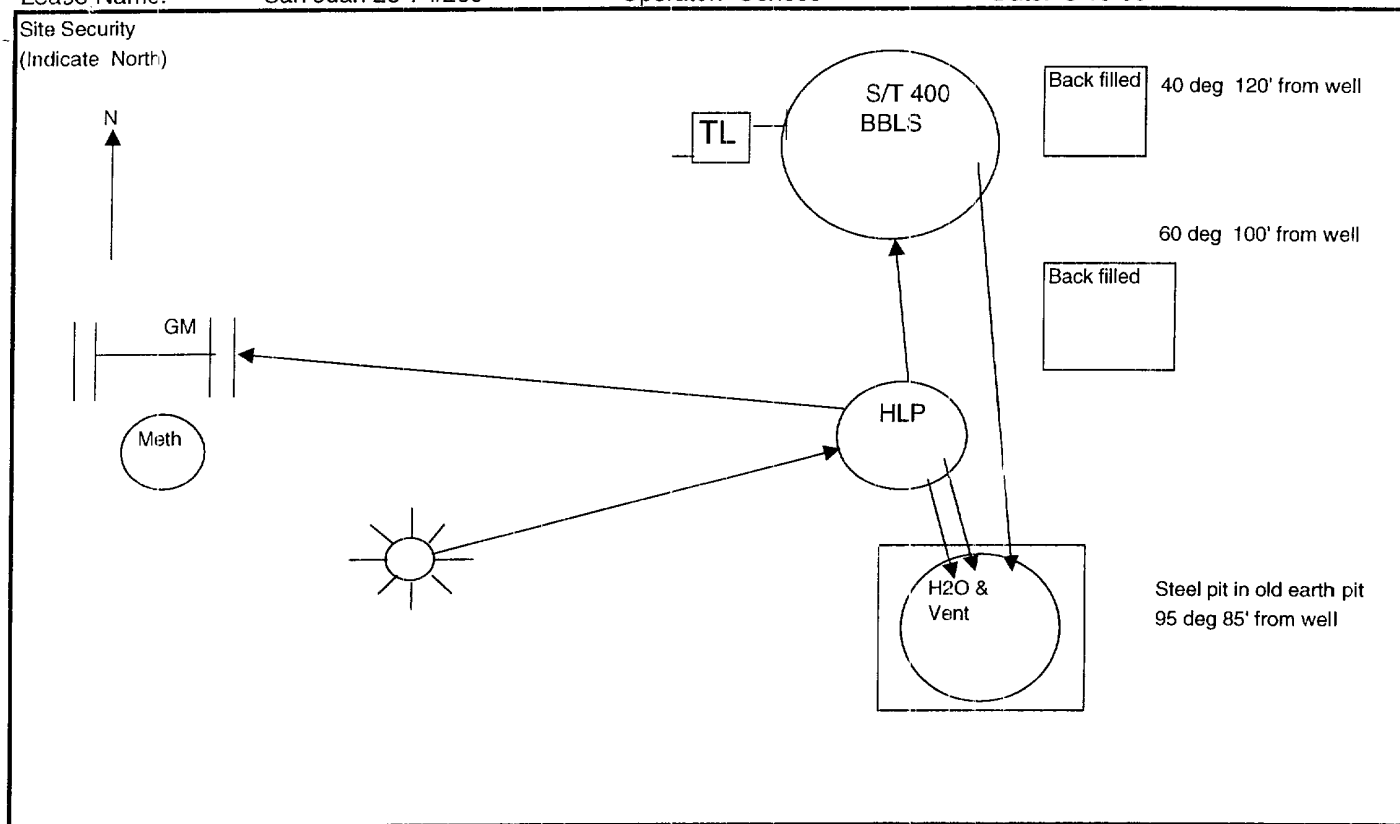 Site Security
(Indicate North)
N
S/T 400
BBLS
TL
Back filled
40 deg 120' from well
60 deg 100' from well
Back filled
GM
HLP
Meth
H2O &
Vent
Steel pit in old earth pit
95 deg 85' from well